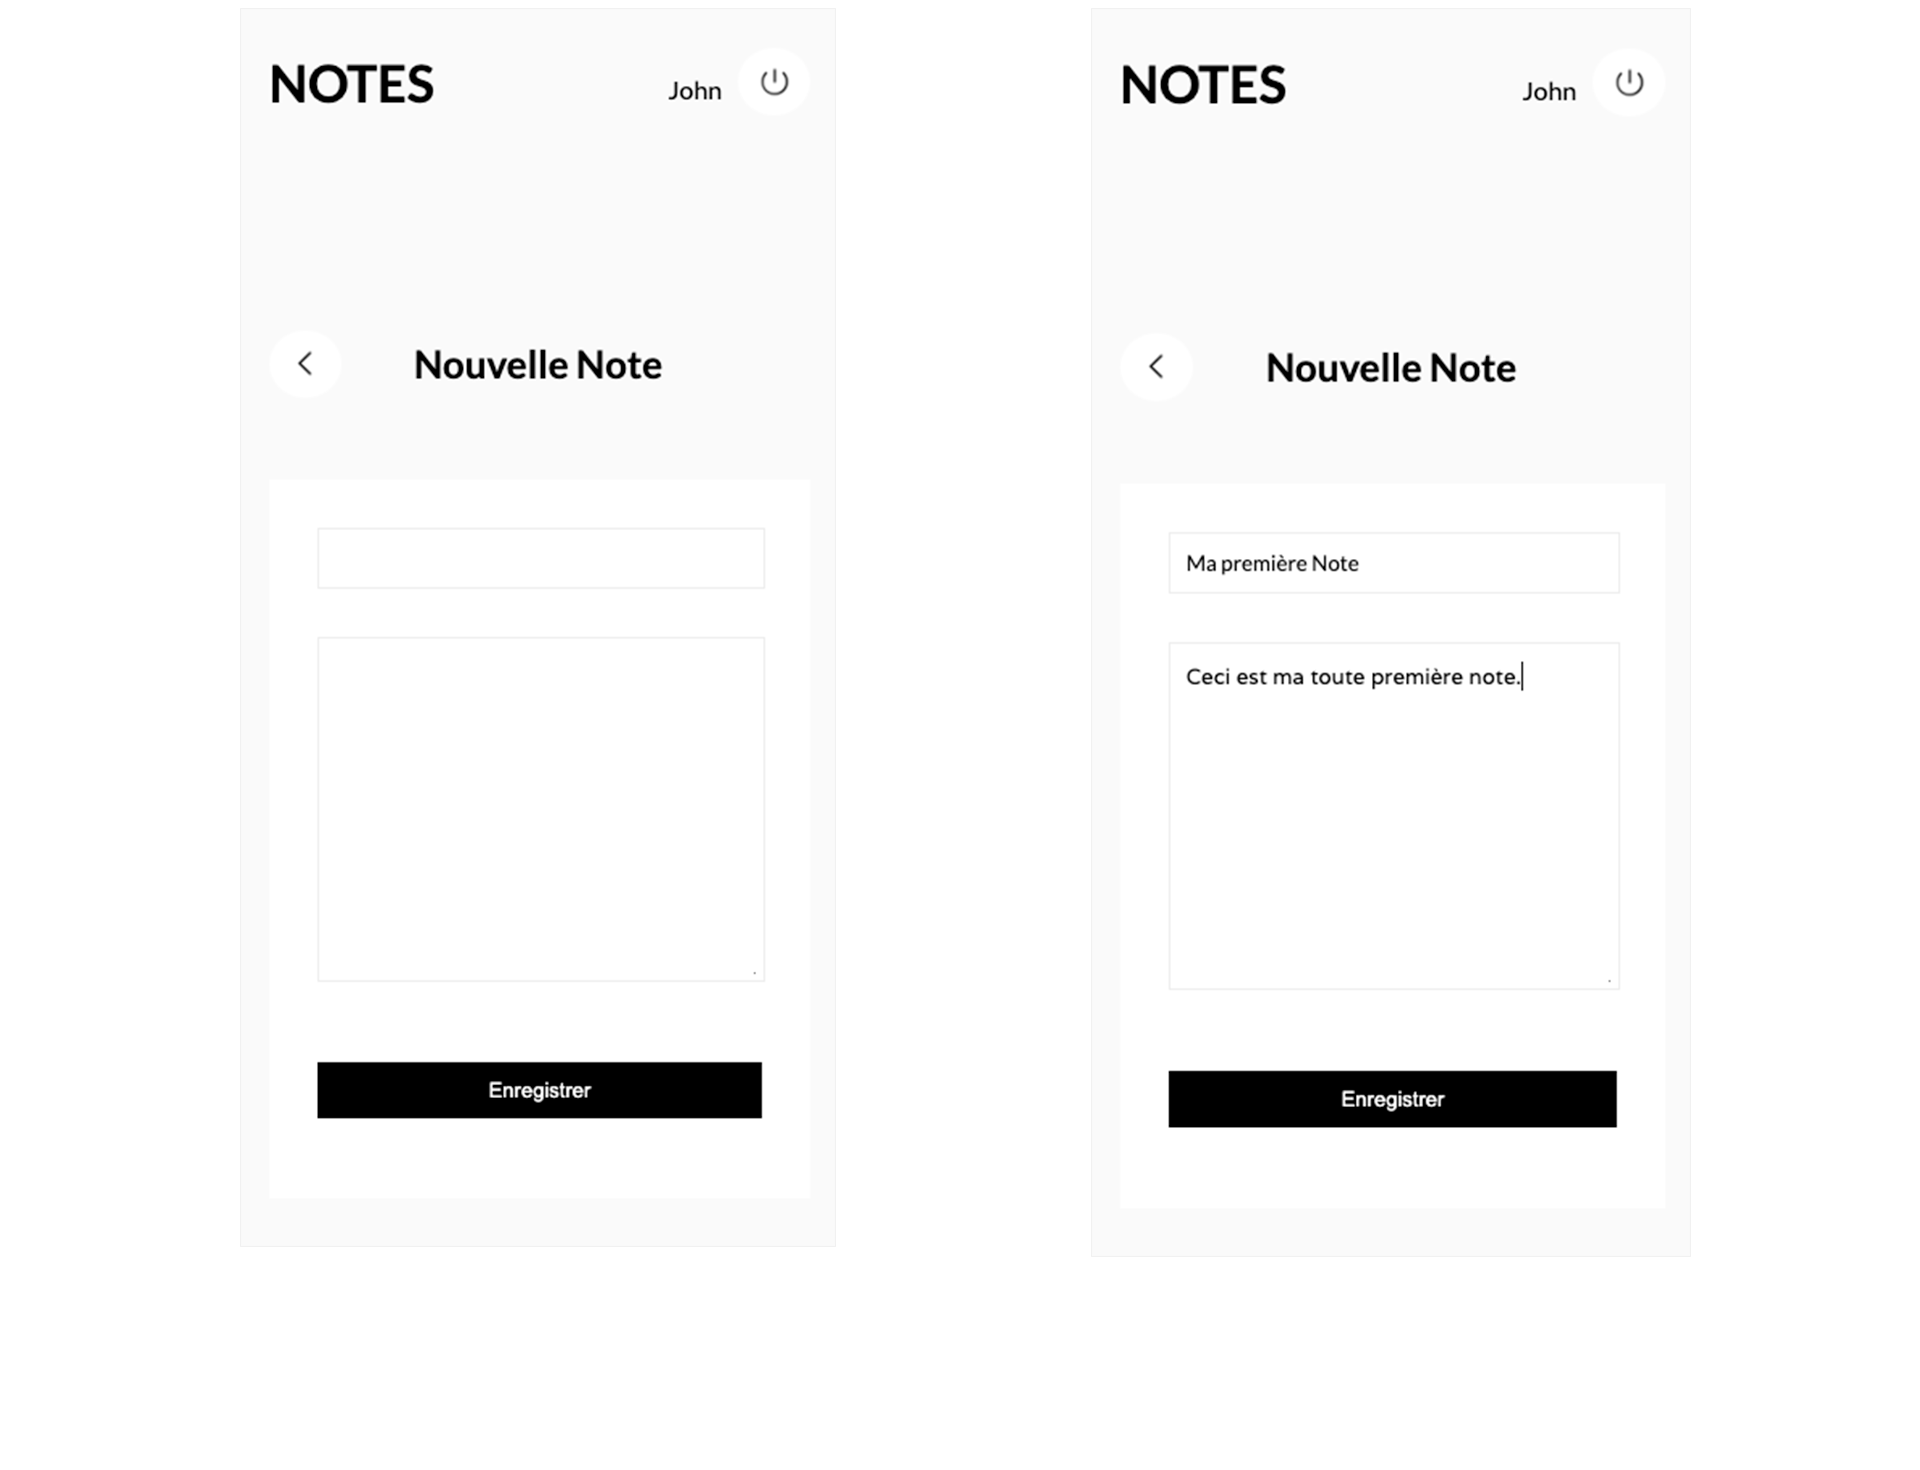 NOTES
John
Nouvelle Note
Enregistrer
NOTES
John
Nouvelle Note
Ma première Note
Ceci est ma toute première note.
Enregistrer